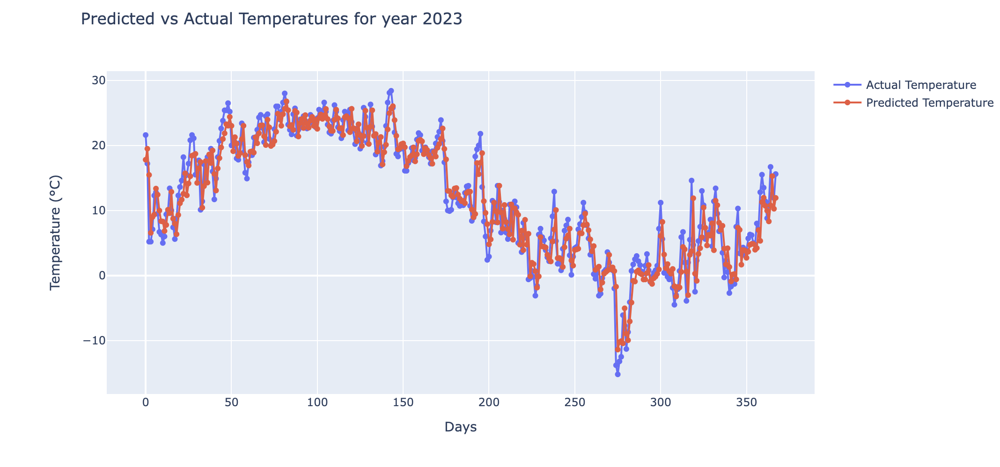 Predicted vs Actual Temperatures for year 2023
30
20
10
0
−10
Temperature (°C)
0 50 100 150 200 250 300 350
Days
Actual Temperature
Predicted Temperature